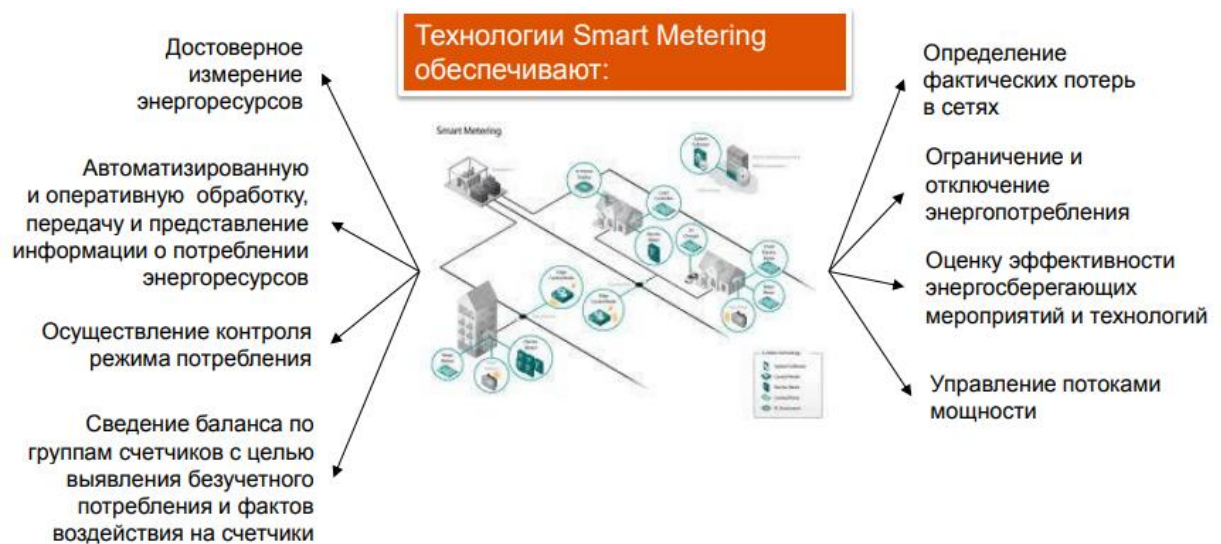 Технологии Smart Metering
обеспечивают:
Достоверное
измерение
энергоресурсов
Автоматизированную
и оперативную обработку,
передачу и представление
информации о потреблении
энергоресурсов
Осуществление контроля
режима потребления
Сведение баланса по
группам счетчиков с целью
выявления безучетного
потребления и фактов
воздействия на счетчики
Smart Metering
Определение
фактических потерь
в сетях
Ограничение и
отключение
энергопотребления
Оценку эффективности
энергосберегающих
мероприятий и технологий
Управление потоками
мощности